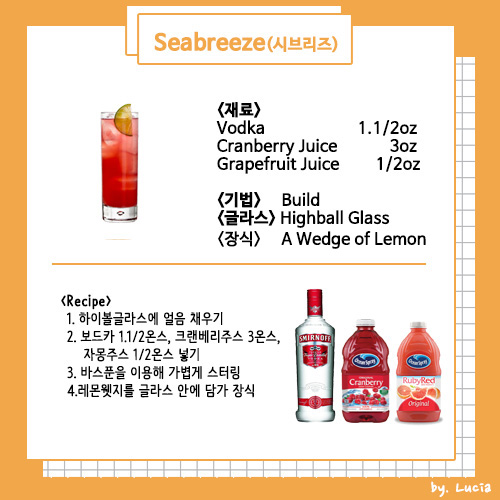 Seabreeze(시브리즈)
<재료>
Vodka 1.1/2oz
Cranberry Juice 3oz
Grapefruit Juice 1/2oz
<기법> Build
<글라스> Highball Glass
<장식> A Wedge of Lemon
<Recipe>
1. 하이볼글라스에 얼음 채우기
2. 보드카 1.1/2온스, 크랜베리주스 3온스,
자몽주스 1/2온스 넣기
3. 바스푼을 이용해 가볍게 스터링
4.레몬웻지를 글라스 안에 담가 장식
SMIRNOFF
Ocean Spray
Cranberry
Ocean Spray
RubyRed
Original
by. Lucia